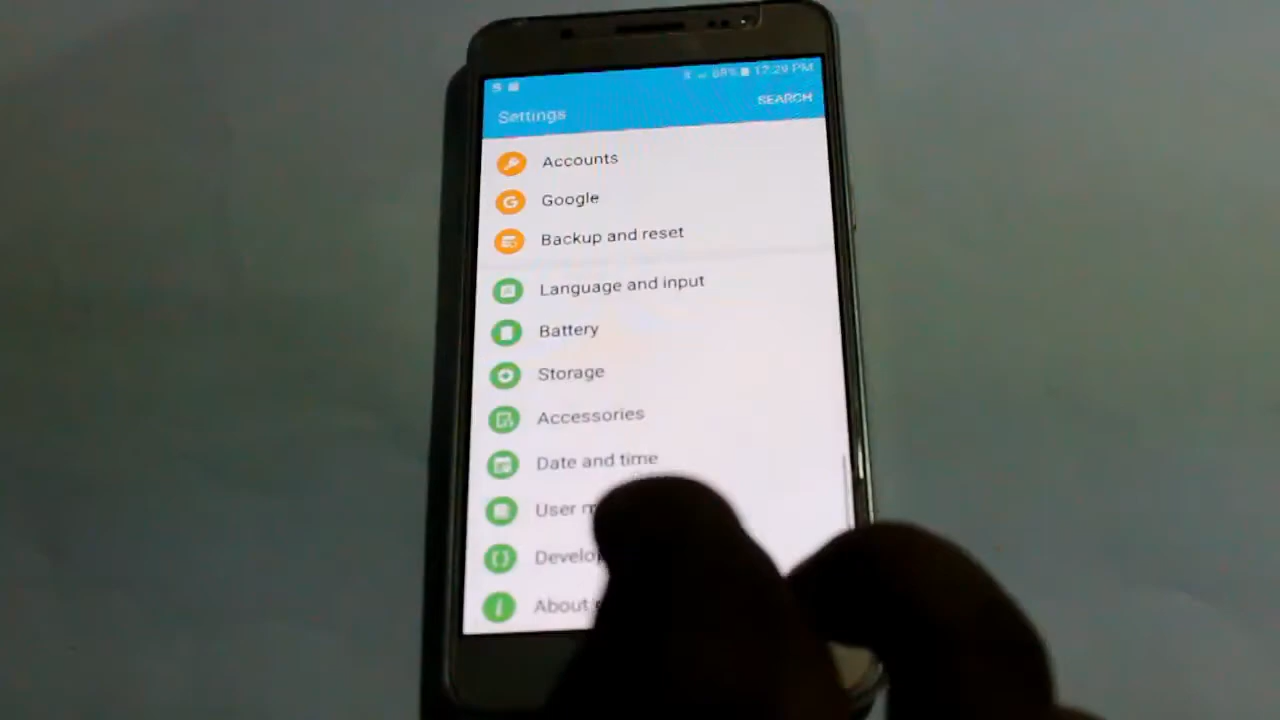 17:29 PM
Settings
SEARCH
Accounts
Google
Backup and reset
Language and input
Battery
Storage
Accessories
Date and time
User
About